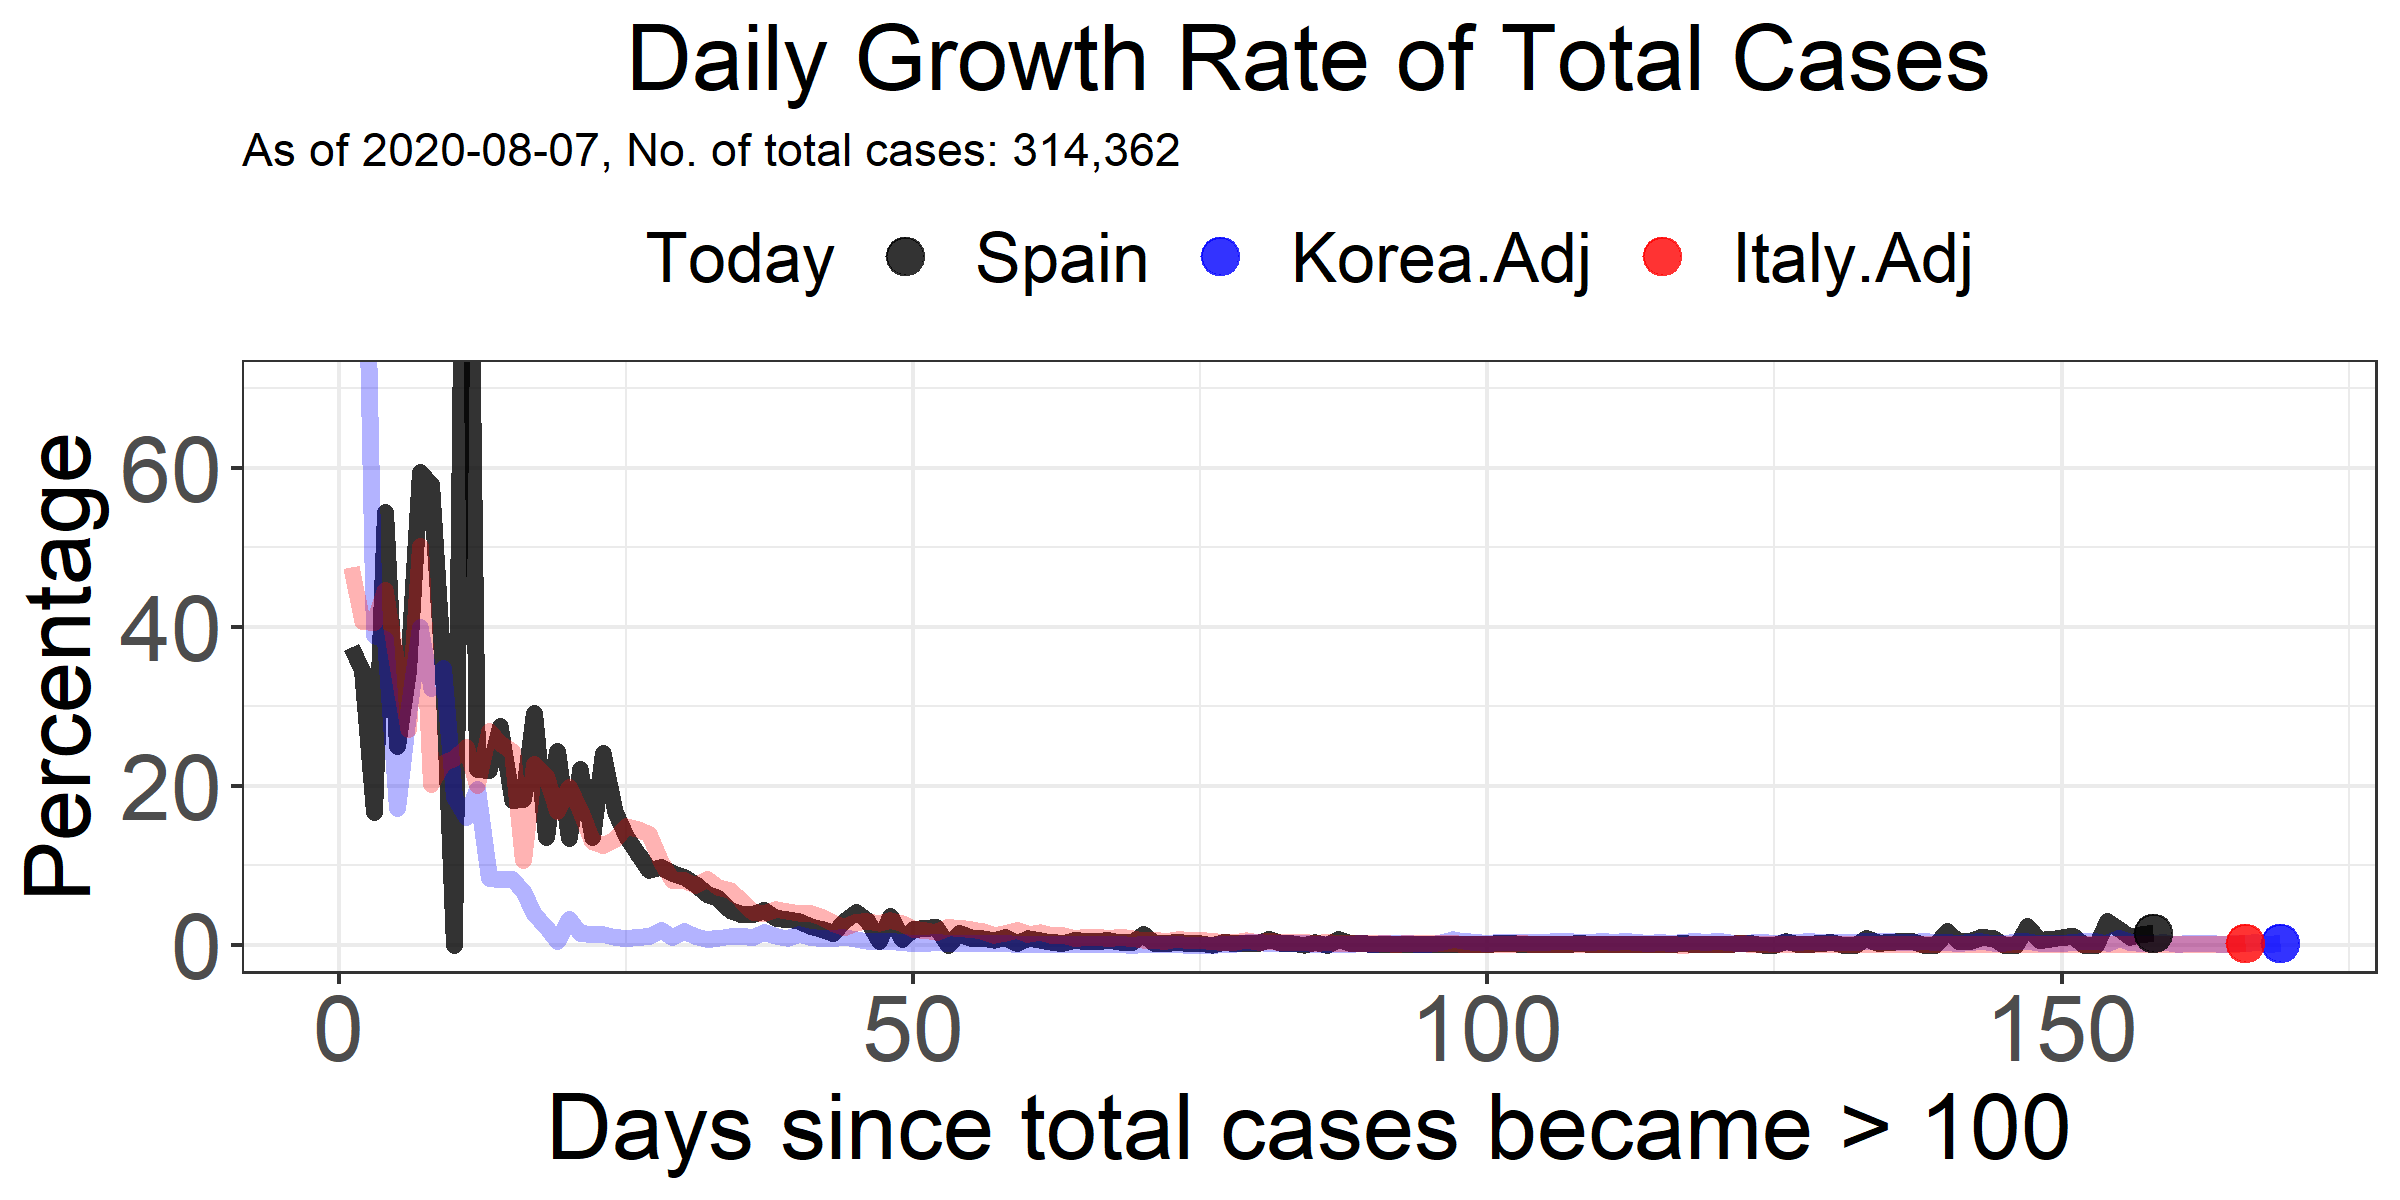 Daily Growth Rate of Total Cases
As of 2020-08-07, No. of total cases: 314,362
Today Spain Korea.Adj Italy.Adj
Percentage
60
40
20
0
0 50 100 150
Days since total cases became > 100